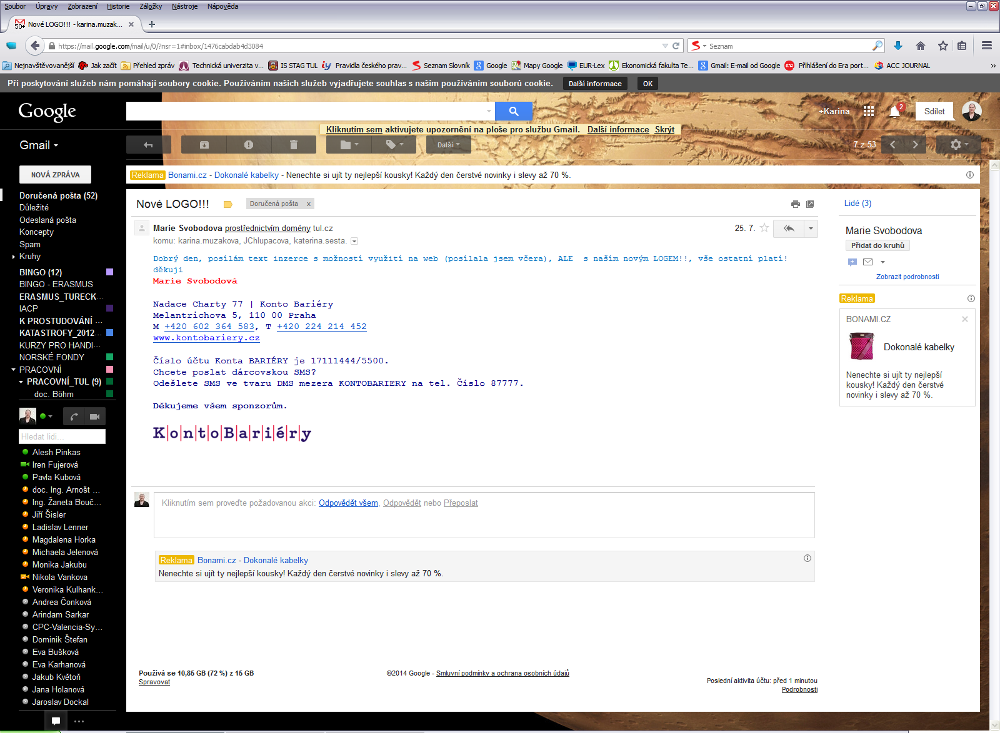 Soubor Úpravy Zobrazení Historie Záložky Nástroje Nápověda
50+ Nové LOGO!!! - karina.muzak...
https://mail.google.com/mail/u/0/?nsr=1#inbox/1476cabdab4d3084
Seznam
Nejnavštěvovanější Jak začít Přehled zpráv Technická univerzita v... IS STAG TUL Pravidla českého prav... Seznam Slovník Google Mapy Google EUR-Lex Ekonomická fakulta Te... Gmail: E-mail od Google Přihlášení do Era port... ACC JOURNAL
Při poskytování služeb nám pomáhají soubory cookie. Používáním našich služeb vyjadřujete souhlas s naším používáním souborů cookie. Další informace OK
Google
+Karina
2
Sdílet
Kliknutím sem aktivujete upozornění na ploše pro službu Gmail. Další informace Skrýt
Gmail
Další
7 z 53
Reklama Bonami.cz - Dokonalé kabelky - Nenechte si ujít ty nejlepší kousky! Každý den čerstvé novinky i slevy až 70 %.
NOVÁ ZPRÁVA
Doručená pošta (52)
Důležité
Odeslaná pošta
Koncepty
Spam
Kruhy
BINGO (12)
BINGO - ERASMUS
ERASMUS_TURECK...
IACP
K PROSTUDOVÁNÍ ...
KATASTROFY_2012...
KURZY PRO HANDI...
NORSKÉ FONDY
PRACOVNÍ
PRACOVNÍ_TUL (9)
doc. Böhm
Hledat lidi...
Alesh Pinkas
Iren Fujerová
Pavla Kubová
doc. Ing. Arnošt ...
Ing. Žaneta Bouč...
Jiří Šisler
Ladislav Lenner
Magdalena Horka
Michaela Jelenová
Monika Jakubu
Nikola Vankova
Veronika Kulhank...
Andrea Čonková
Arindam Sarkar
CPC-Valencia-Sy...
Dominik Štefan
Eva Bušková
Eva Karhanová
Jakub Květoň
Jana Holanová
Jaroslav Dockal
Nové LOGO!!! Doručená pošta x
Marie Svobodova prostřednictvím domény tul.cz
25. 7.
komu: karina.muzakova, JChlupacova, katerina.sesta.
Dobrý den, posílám text inzerce s možností využití na web (posílala jsem včera), ALE s naším novým LOGEM!!, vše ostatní platí!
děkuji
Marie Svobodová
Nadace Charty 77 | Konto Bariéry
Melantrichova 5, 110 00 Praha
M +420 602 364 583, T +420 224 214 452
www.kontobariery.cz
Číslo účtu Konta BARIÉRY je 17111444/5500.
Chcete poslat dárcovskou SMS?
Odešlete SMS ve tvaru DMS mezera KONTOBARIERY na tel. Číslo 87777.
Děkujeme všem sponzorům.
K|o|n|t|o|B|a|r|i|é|r|y
Kliknutím sem proveďte požadovanou akci: Odpovědět všem, Odpovědět nebo Přeposlat
Reklama Bonami.cz - Dokonalé kabelky
Nenechte si ujít ty nejlepší kousky! Každý den čerstvé novinky i slevy až 70 %.
Lidé (3)
Marie Svobodova
Přidat do kruhů
Zobrazit podrobnosti
Reklama
BONAMI.CZ
Dokonalé kabelky
Nenechte si ujít ty nejlepší
kousky! Každý den čerstvé
novinky i slevy až 70 %.
Používá se 10,85 GB (72 %) z 15 GB
Spravovat
©2014 Google - Smluvní podmínky a ochrana osobních údajů
Poslední aktivita účtu: před 1 minutou
Podrobnosti